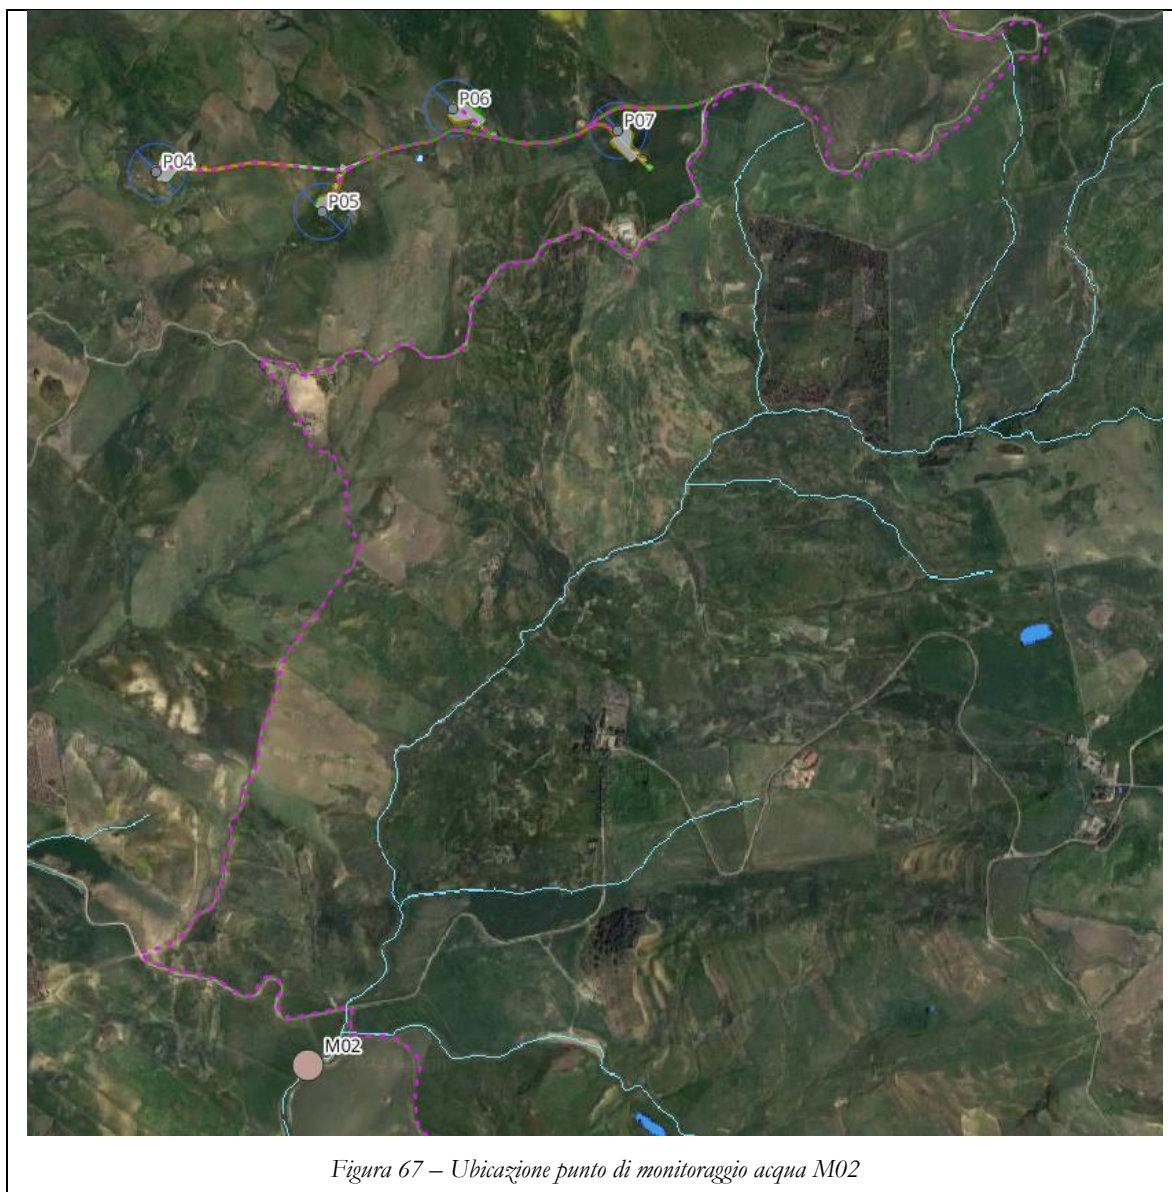 P06
P07
P04
P05
M02
Figura 67 – Ubicazione punto di monitoraggio acqua M02